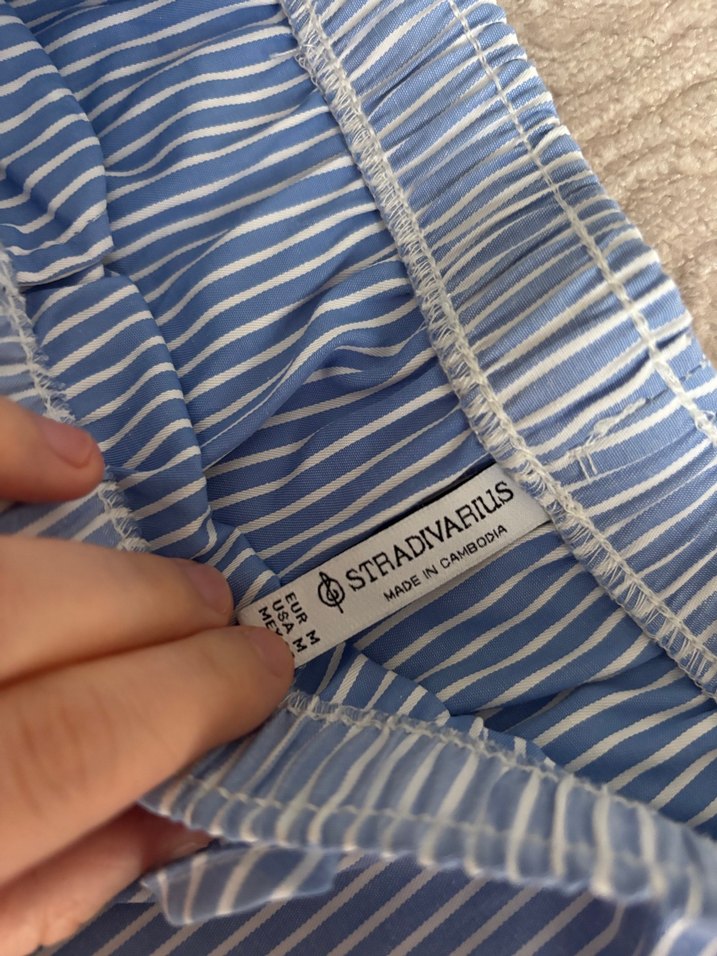 STRADIVARIUS
MADE IN CAMBODIA
EUR M
USA M
MEX